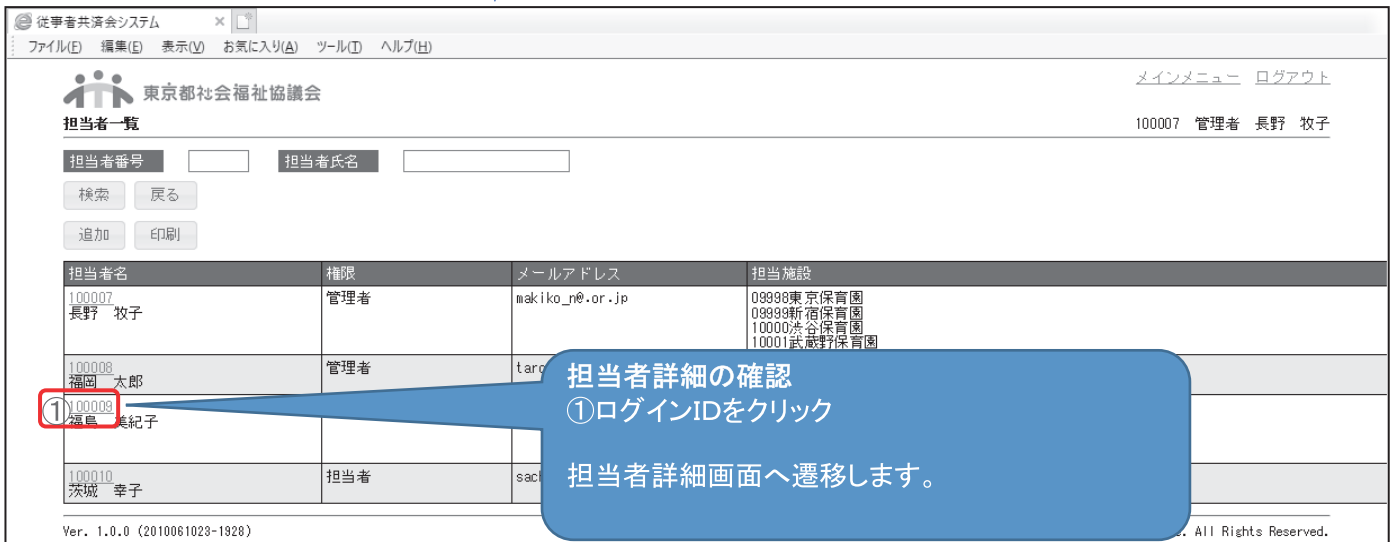 従事者共済会システム ×
ファイル(F) 編集(E) 表示(V) お気に入り(A) ツール(T) ヘルプ(H)
東京都社会福祉協議会
メインメニュー ログアウト
担当者一覧
100007 管理者 長野 牧子
担当者番号 担当者氏名
検索 戻る
追加 印刷
担当者名 権限 メールアドレス 担当施設
100007 管理者 makiko_n@.or.jp 09998東京保育園
長野 牧子 09999新宿保育園
10000渋谷保育園
10001武蔵野保育園
100008 管理者 taro
福岡 太郎
担当者詳細の確認
①ログインIDをクリック
担当者詳細画面へ遷移します。
① 100009
福島 美紀子
100010 担当者
茨城 幸子
Ver. 1.0.0 (2010061023-1928)
. All Rights Reserved.